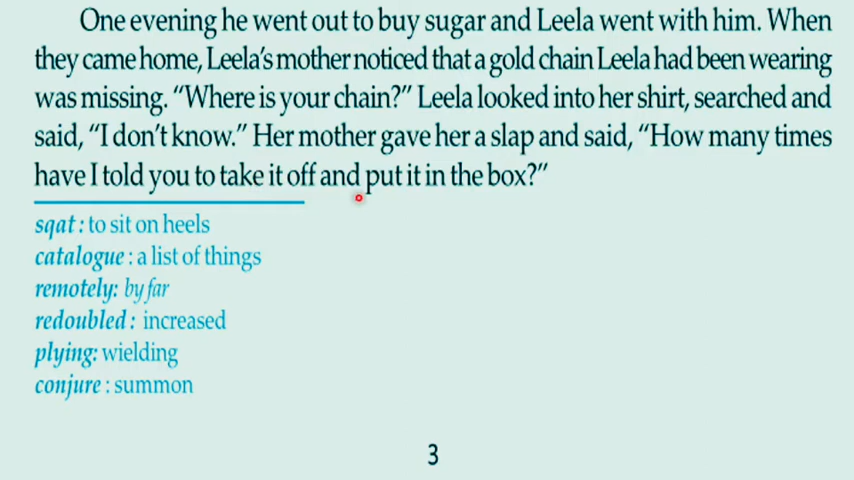 One evening he went out to buy sugar and Leela went with him. When
they came home, Leela’s mother noticed that a gold chain Leela had been wearing
was missing. “Where is your chain?” Leela looked into her shirt, searched and
said, “I don’t know.” Her mother gave her a slap and said, “How many times
have I told you to take it off and put it in the box?”
sqat : to sit on heels
catalogue : a list of things
remotely: by far
redoubled : increased
plying: wielding
conjure : summon
3